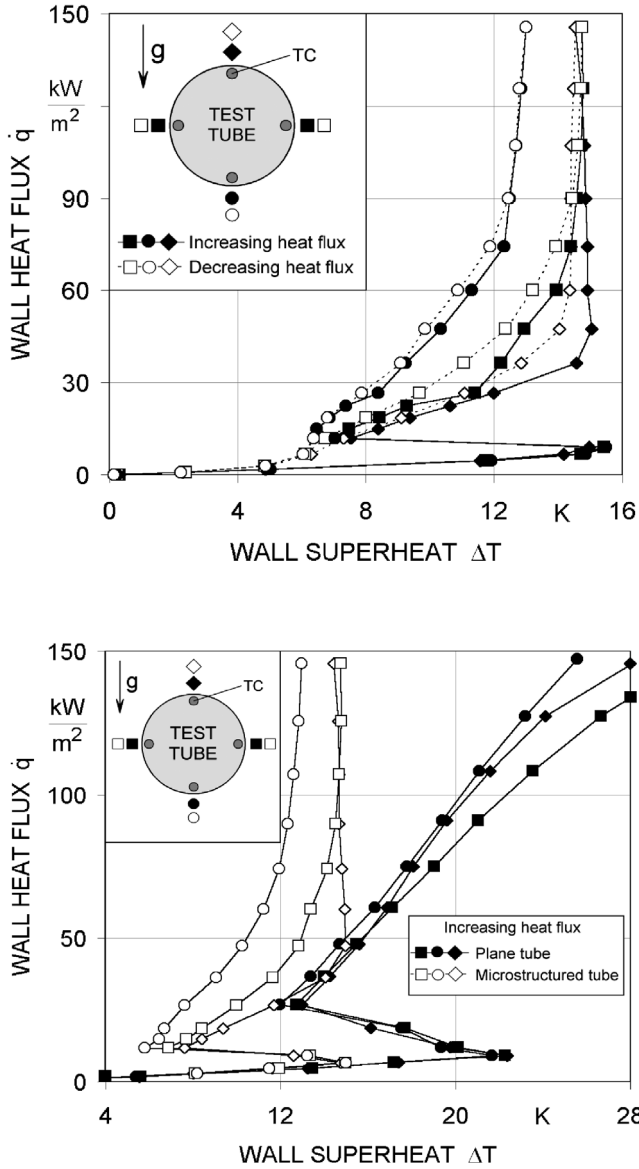 150
120
90
60
30
0
kW
m²
WALL HEAT FLUX q̇
g
TC
TEST
TUBE
Increasing heat flux
Decreasing heat flux
0
4
8
12
K
16
WALL SUPERHEAT ΔT
150
kW
m²
100
50
0
WALL HEAT FLUX q̇
g
TC
TEST
TUBE
Increasing heat flux
Plane tube
Microstructured tube
4
12
20
K
28
WALL SUPERHEAT ΔT